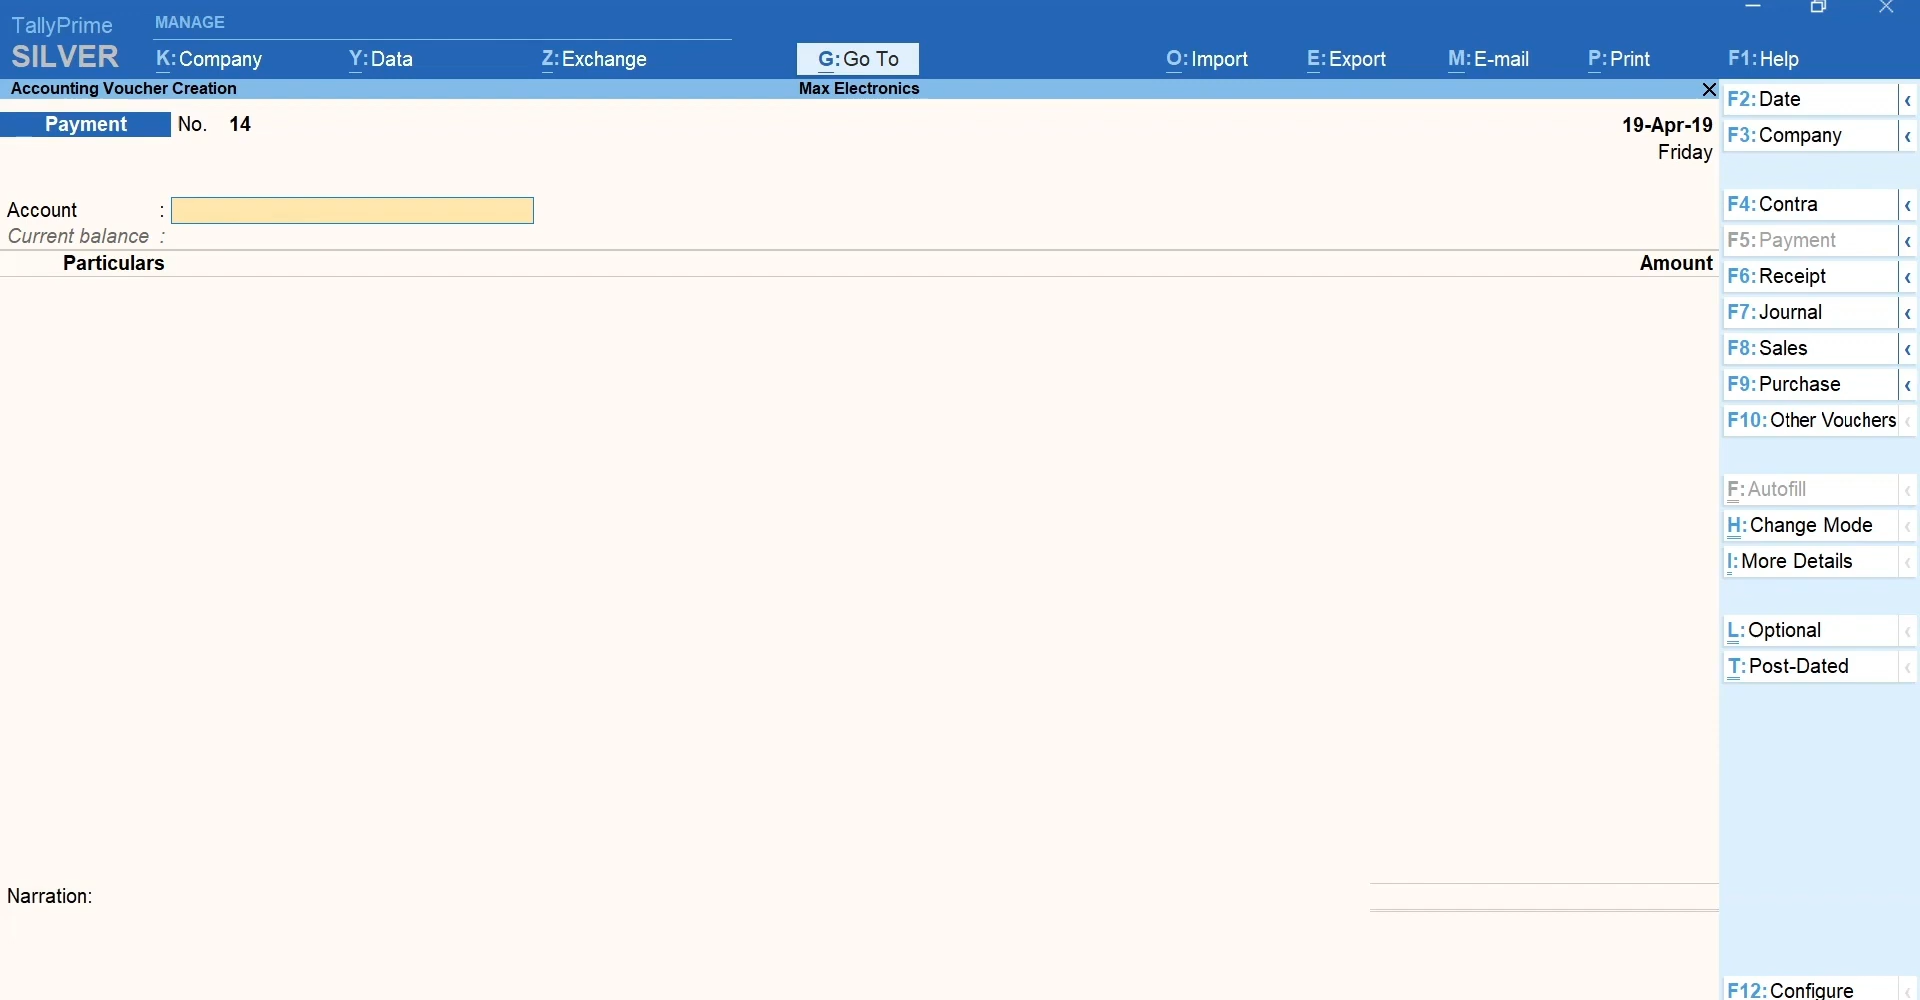 TallyPrime
SILVER
MANAGE
K:Company Y:Data Z:Exchange G:Go To O:Import E:Export M:E-mail P:Print F1:Help
Accounting Voucher Creation Max Electronics
Payment No. 14 19-Apr-19
Friday
Account :
Current balance :
Particulars Amount
Narration:
F2:Date
F3:Company
F4:Contra
F5:Payment
F6:Receipt
F7:Journal
F8:Sales
F9:Purchase
F10:Other Vouchers
F:Autofill
H:Change Mode
I:More Details
L:Optional
T:Post-Dated
F12:Configure